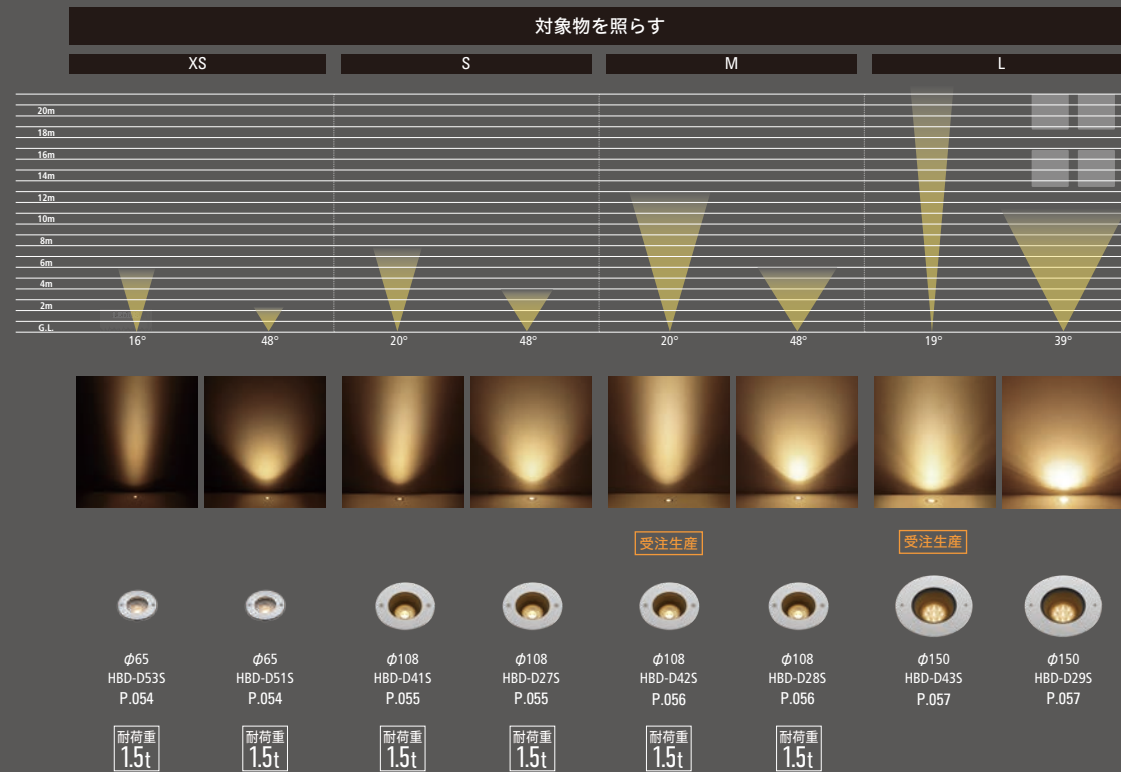 対象物を照らす
XS
S
M
L
20m
18m
16m
14m
12m
10m
8m
6m
4m
2m
G.L.
16°
48°
20°
48°
20°
48°
19°
39°
受注生産
受注生産
φ65
HBD-D53S
P.054
φ65
HBD-D51S
P.054
φ108
HBD-D41S
P.055
φ108
HBD-D27S
P.055
φ108
HBD-D42S
P.056
φ108
HBD-D28S
P.056
φ150
HBD-D43S
P.057
φ150
HBD-D29S
P.057
耐荷重
1.5t
耐荷重
1.5t
耐荷重
1.5t
耐荷重
1.5t
耐荷重
1.5t
耐荷重
1.5t